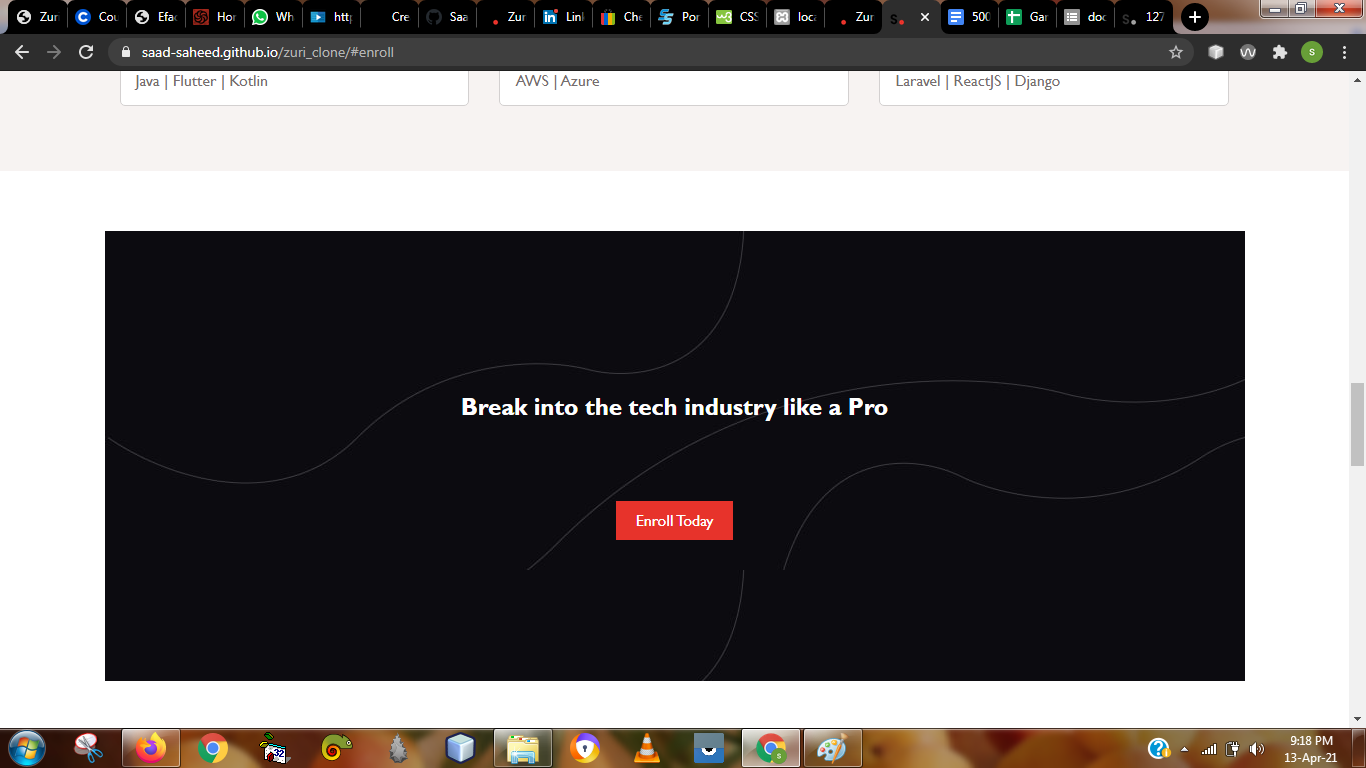 Zuri
Cou
Efac
Hor
Wh
http
Cre
Saa
Zur
Link
Che
Por
CSS
loca
Zur
S
500
Gar
doc
127
saad-saheed.github.io/zuri_clone/#enroll
S
Java | Flutter | Kotlin
AWS | Azure
Laravel | ReactJS | Django
Break into the tech industry like a Pro
Enroll Today
32
9:18 PM
13-Apr-21